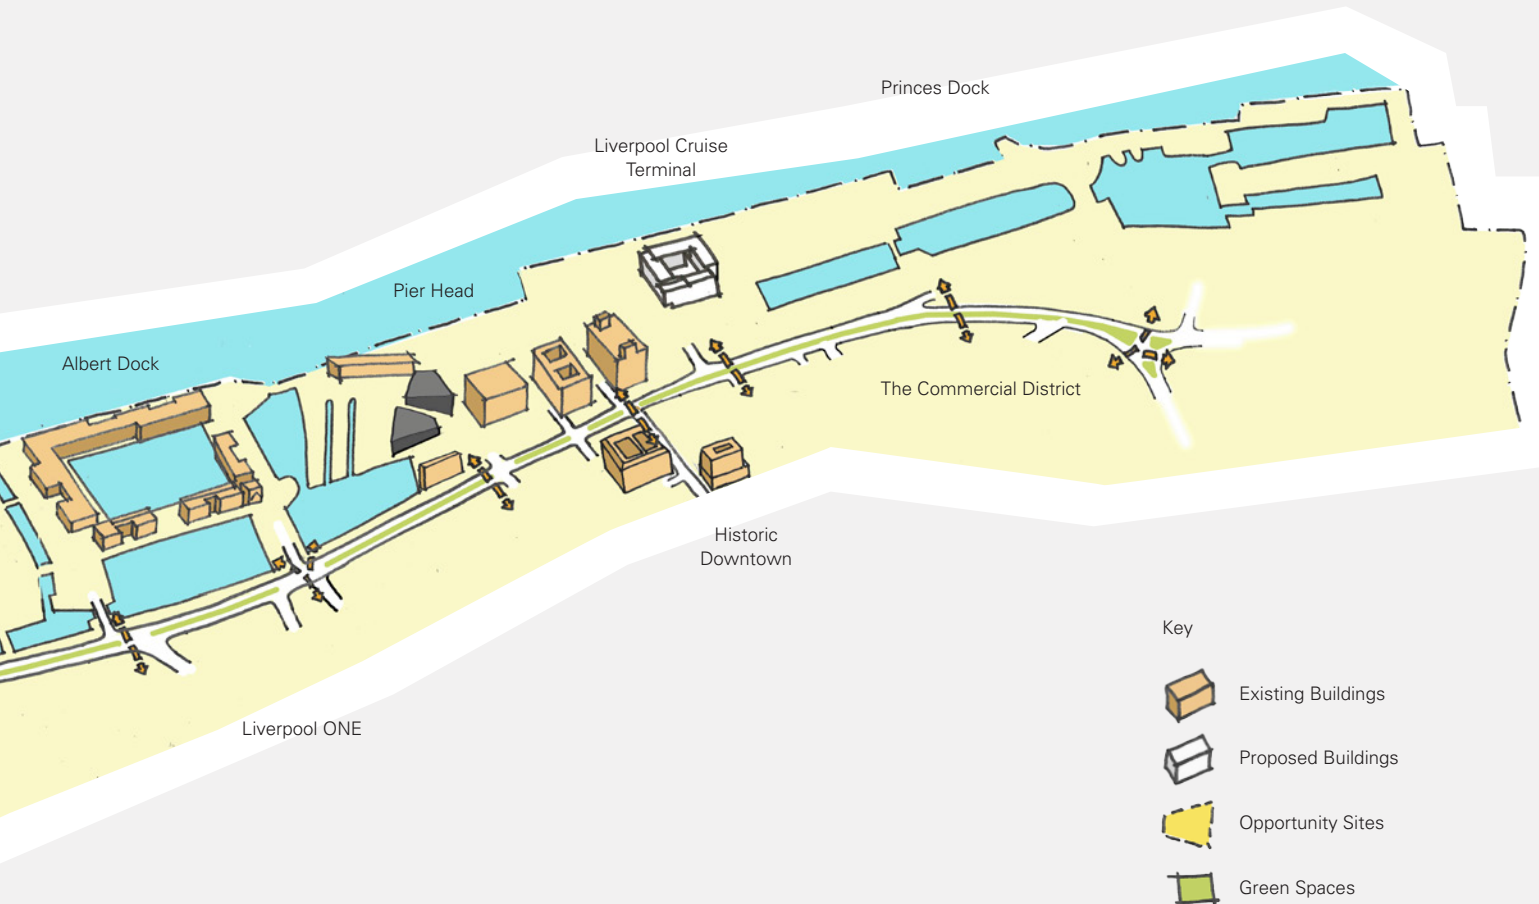 Princes Dock
Liverpool Cruise
Terminal
Pier Head
Albert Dock
The Commercial District
Historic
Downtown
Liverpool ONE
Key
Existing Buildings
Proposed Buildings
Opportunity Sites
Green Spaces